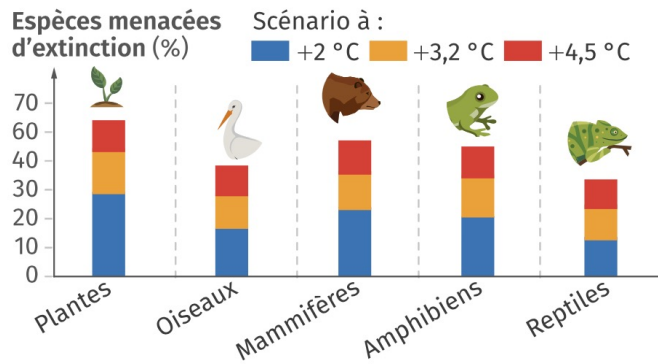 Espèces menacées
d'extinction (%)
Scénario à :
+2 °C +3,2 °C +4,5 °C
70
60
50
40
30
20
10
0
Plantes
Oiseaux
Mammifères
Amphibiens
Reptiles